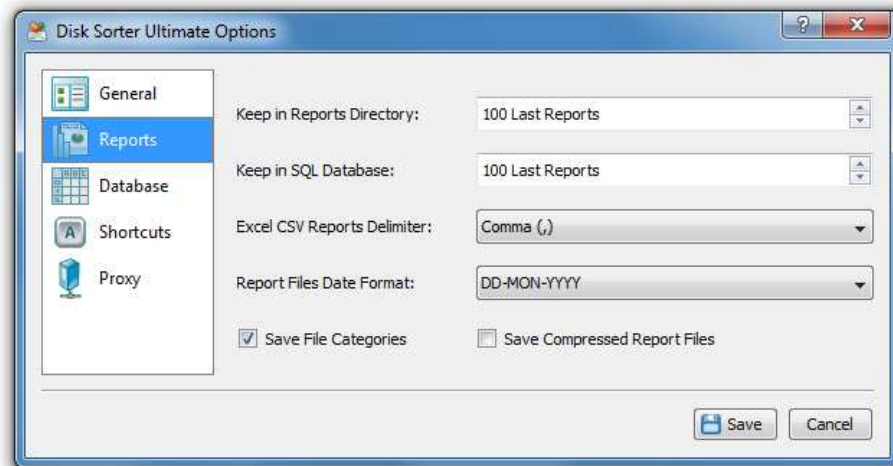 Disk Sorter Ultimate Options
General
Reports
Database
Shortcuts
Proxy
Keep in Reports Directory: 100 Last Reports
Keep in SQL Database: 100 Last Reports
Excel CSV Reports Delimiter: Comma (,)
Report Files Date Format: DD-MON-YYYY
Save File Categories Save Compressed Report Files
Save Cancel